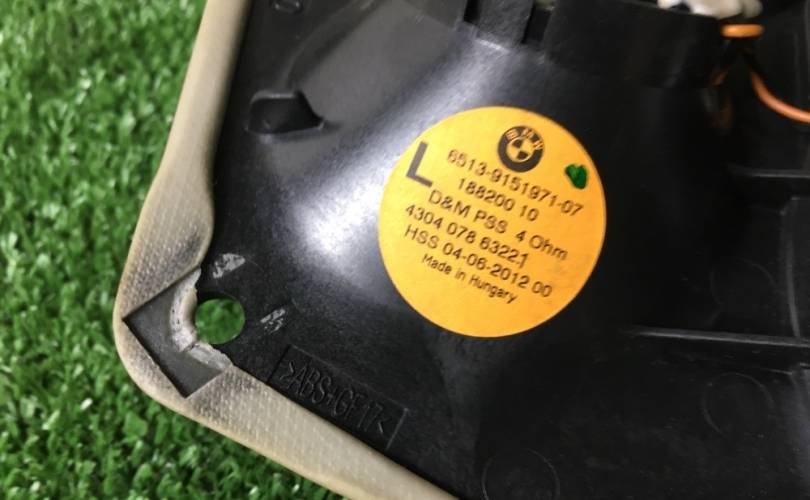 BMW
L
6513-9151971-07
188200 10
D&M PSS 4 Ohm
4304 078 63221
HSS 04-06-2012 00
Made in Hungary
>ABS+GF17<